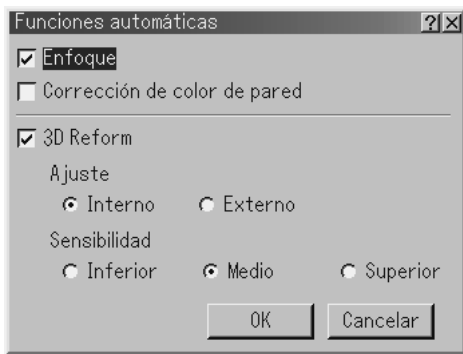 Funciones automáticas
Enfoque
Corrección de color de pared
3D Reform
Ajuste
Interno Externo
Sensibilidad
Inferior Medio Superior
OK Cancelar